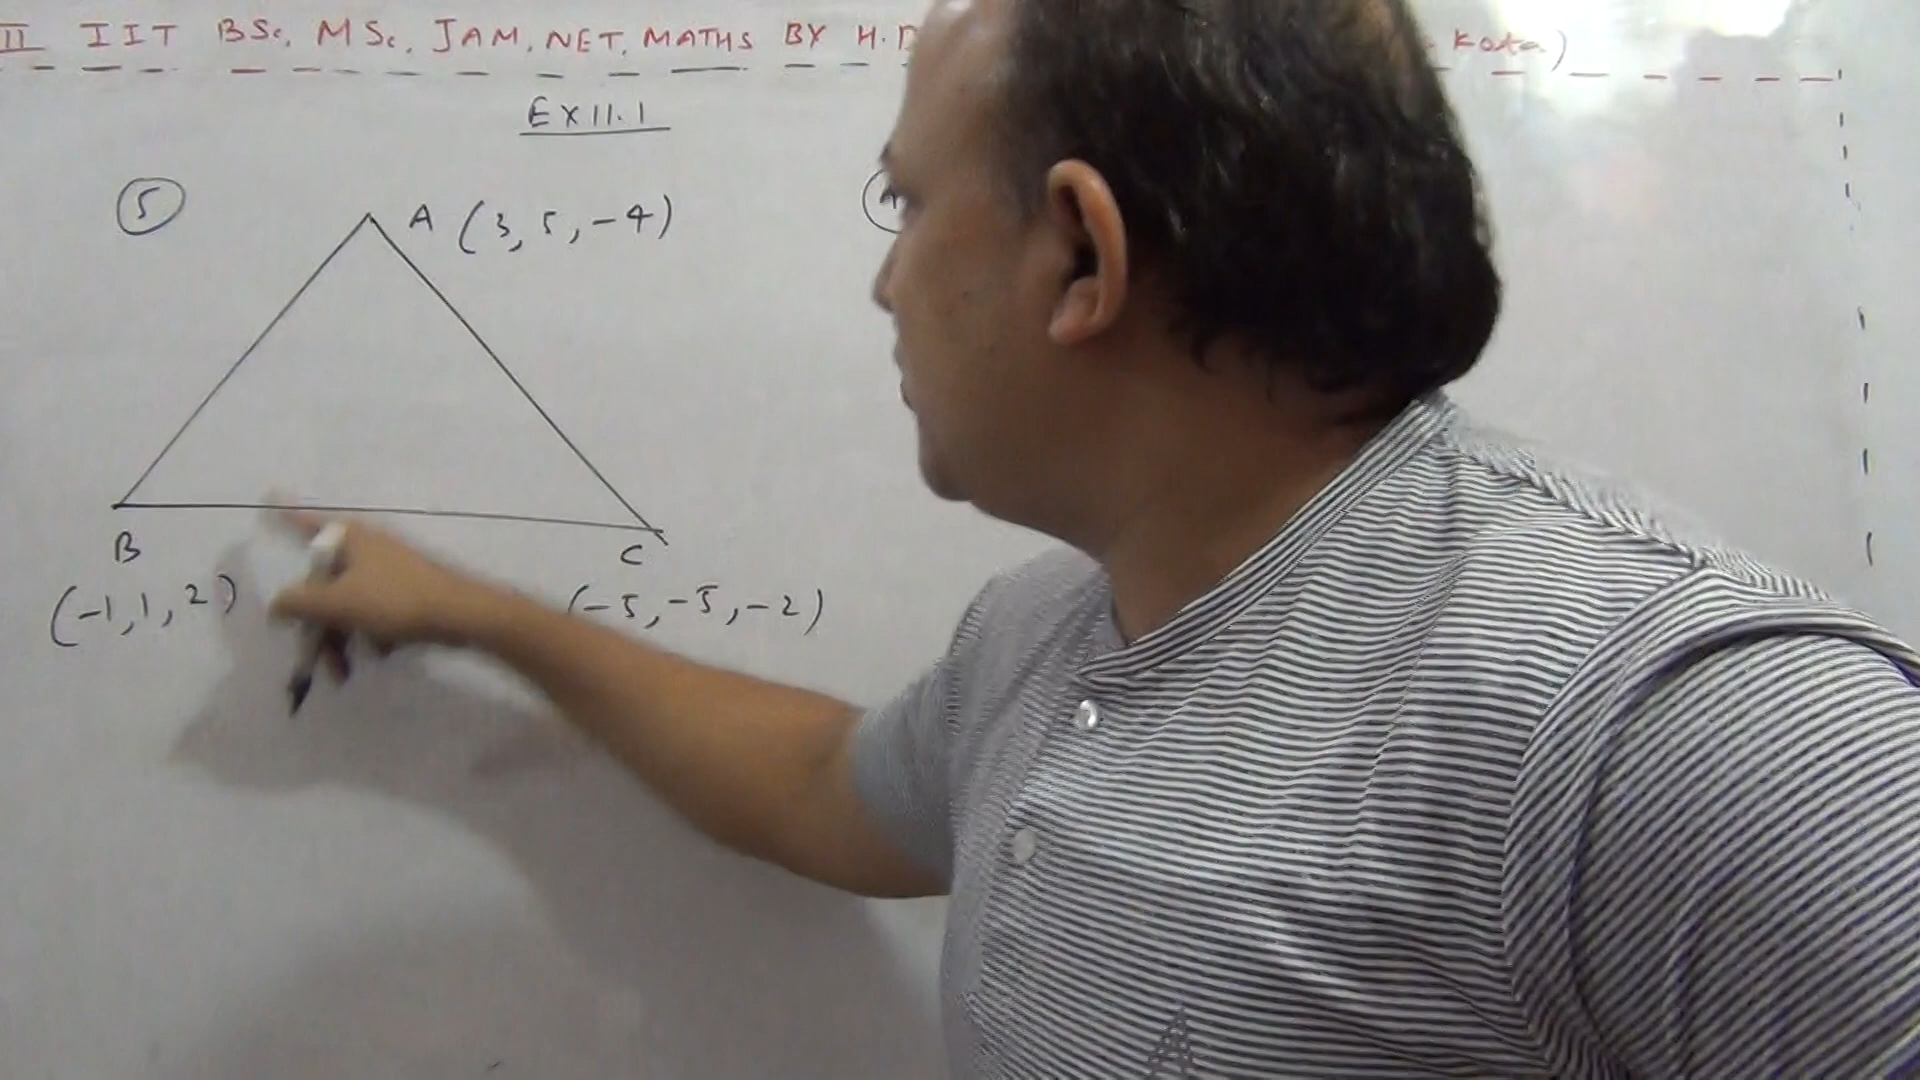 II IIT BSc, MSc, JAM, NET, MATHS BY H.D Kota)
EX 11.1
5
A (3, 5, -4)
B
C
(-1, 1, 2)
(-5, -5, -2)